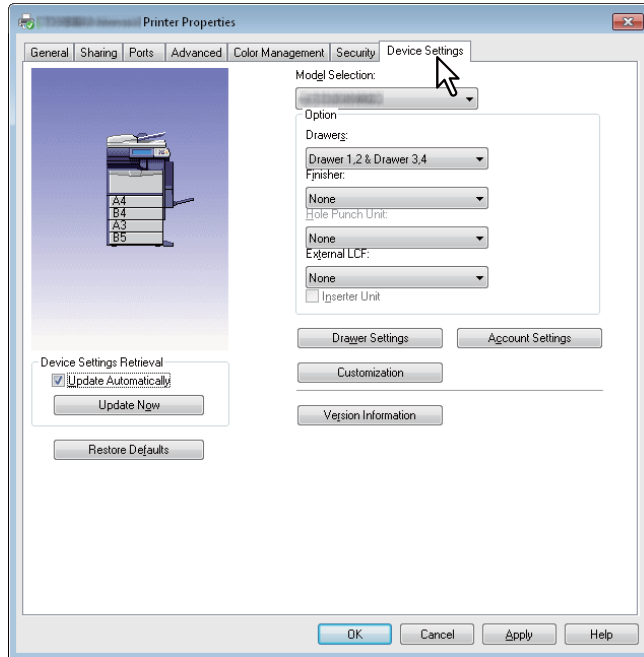 Printer Properties
General Sharing Ports Advanced Color Management Security Device Settings
Model Selection:
Option
Drawers:
Drawer 1,2 & Drawer 3,4
Finisher:
None
Hole Punch Unit:
None
External LCF:
None
Inserter Unit
A4
B4
A3
B5
Drawer Settings Account Settings
Device Settings Retrieval
Update Automatically
Customization
Update Now
Version Information
Restore Defaults
OK Cancel Apply Help